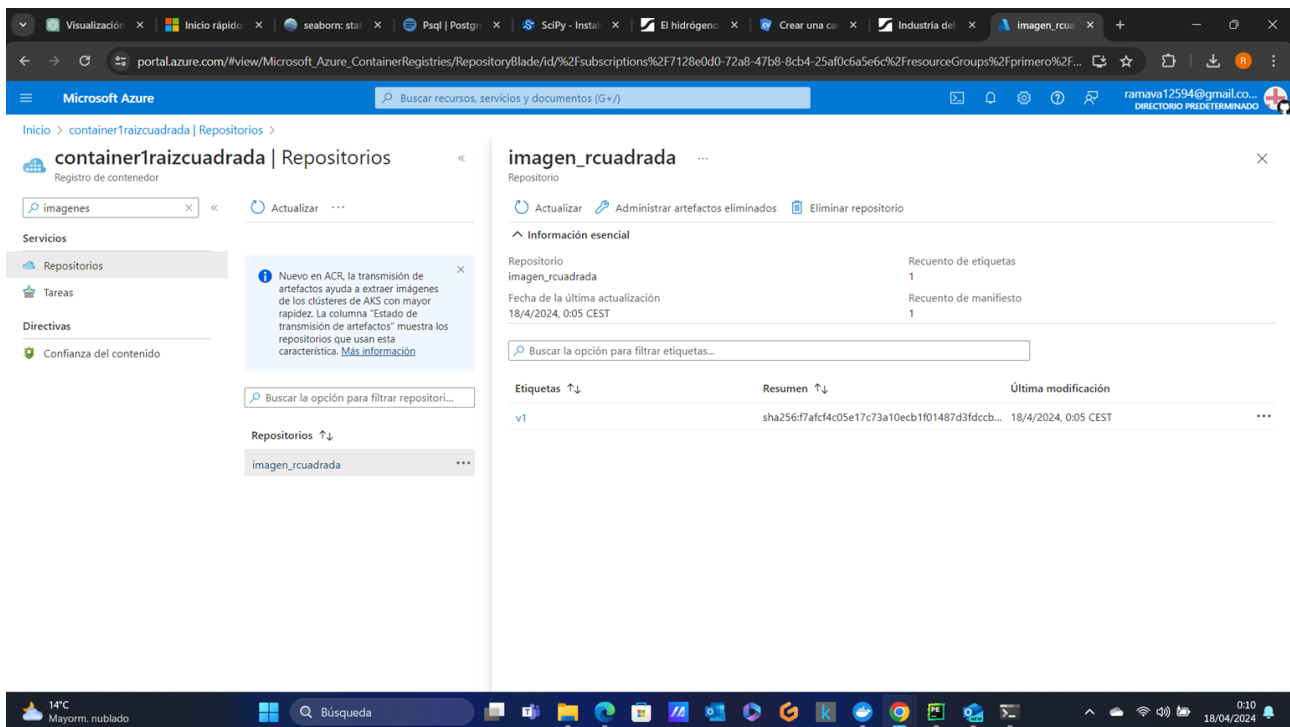 Visualización
Inicio rápido:
seaborn: stat
Psql | Postgre
SciPy - Instal
El hidrógeno
Crear una ca
Industria del
imagen_rcua
portal.azure.com/#view/Microsoft_Azure_ContainerRegistries/RepositoryBlade/id/%2Fsubscriptions%2F7128e0d0-72a8-47b8-8cb4-25af0c6a5e6c%2FresourceGroups%2Fprimero%2F...
R
Microsoft Azure
Buscar recursos, servicios y documentos (G+/)
ramava12594@gmail.co...
DIRECTORIO PREDETERMINADO
Inicio > container1raizcuadrada | Repositorios >
container1raizcuadrada | Repositorios
Registro de contenedor
imagenes
Servicios
Repositorios
Tareas
Directivas
Confianza del contenido
Actualizar ...
Nuevo en ACR, la transmisión de
artefactos ayuda a extraer imágenes
de los clústeres de AKS con mayor
rapidez. La columna "Estado de
transmisión de artefactos" muestra los
repositorios que usan esta
característica. Más información
Buscar la opción para filtrar repositori...
Repositorios
imagen_rcuadrada ...
imagen_rcuadrada ...
Repositorio
Actualizar Administrar artefactos eliminados Eliminar repositorio
Información esencial
Repositorio
imagen_rcuadrada
Fecha de la última actualización
18/4/2024, 0:05 CEST
Recuento de etiquetas
1
Recuento de manifiesto
1
Buscar la opción para filtrar etiquetas...
Etiquetas Resumen Última modificación
v1 sha256:f7afcf4c05e17c73a10ecb1f01487d3fdccb... 18/4/2024, 0:05 CEST ...
14°C
Mayorm. nublado
Búsqueda
0:10
18/04/2024